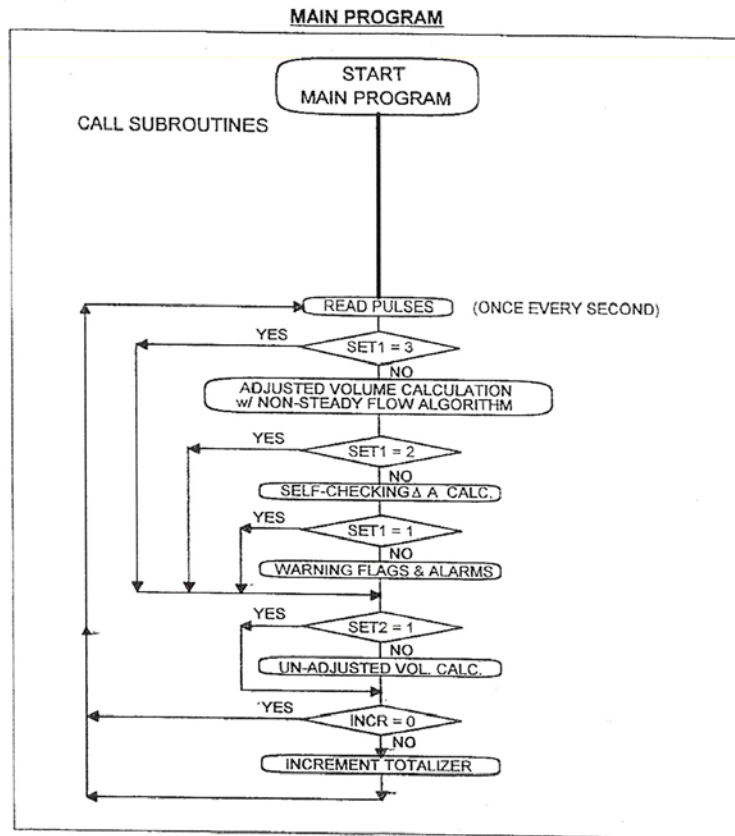 MAIN PROGRAM
START
MAIN PROGRAM
CALL SUBROUTINES
READ PULSES
(ONCE EVERY SECOND)
YES
SET1 = 3
NO
ADJUSTED VOLUME CALCULATION
w/ NON-STEADY FLOW ALGORITHM
YES
SET1 = 2
NO
SELF-CHECKING Δ A. CALC.
YES
SET1 = 1
NO
WARNING FLAGS & ALARMS
YES
SET2 = 1
NO
UN-ADJUSTED VOL. CALC.
YES
INCR = 0
NO
INCREMENT TOTALIZER